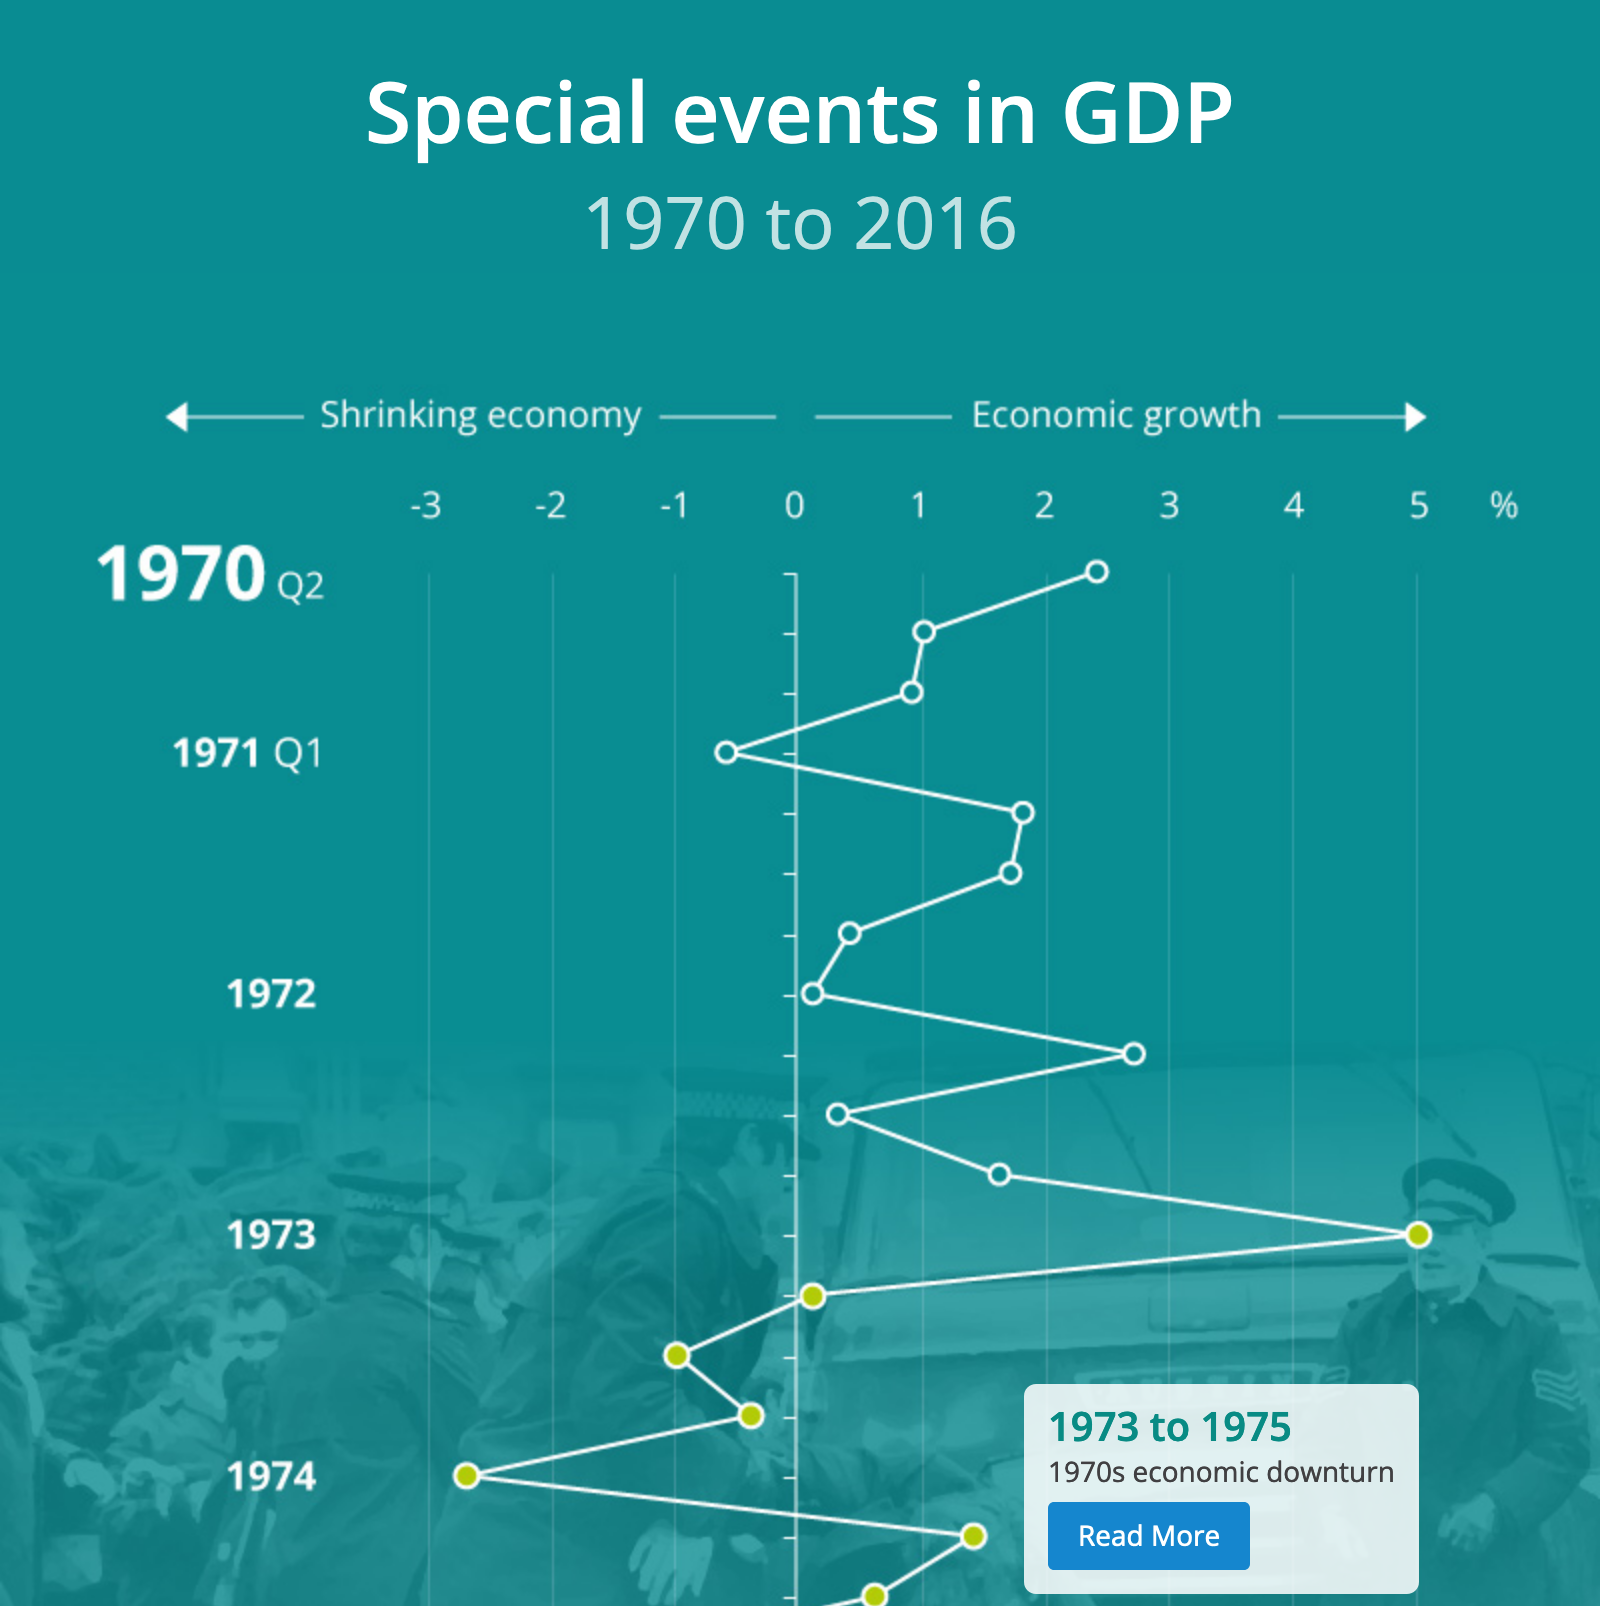 Special events in GDP
1970 to 2016
Shrinking economy Economic growth
-3 -2 -1 0 1 2 3 4 5 %
1970 Q2
1971 Q1
1972
1973
1973 to 1975
1970s economic downturn
1974
Read More